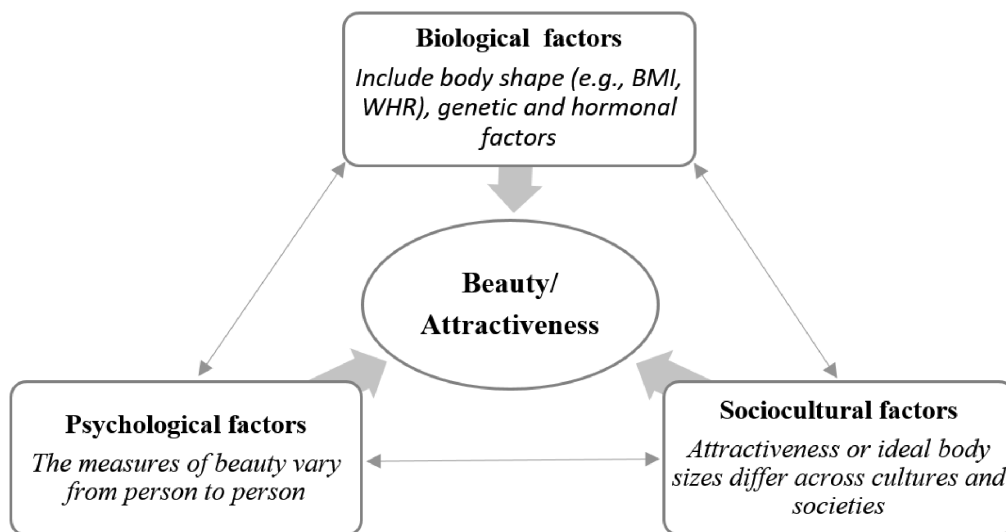 Biological factors
Include body shape (e.g., BMI,
WHR), genetic and hormonal
factors
Beauty/
Attractiveness
Psychological factors
The measures of beauty vary
from person to person
Sociocultural factors
Attractiveness or ideal body
sizes differ across cultures and
societies